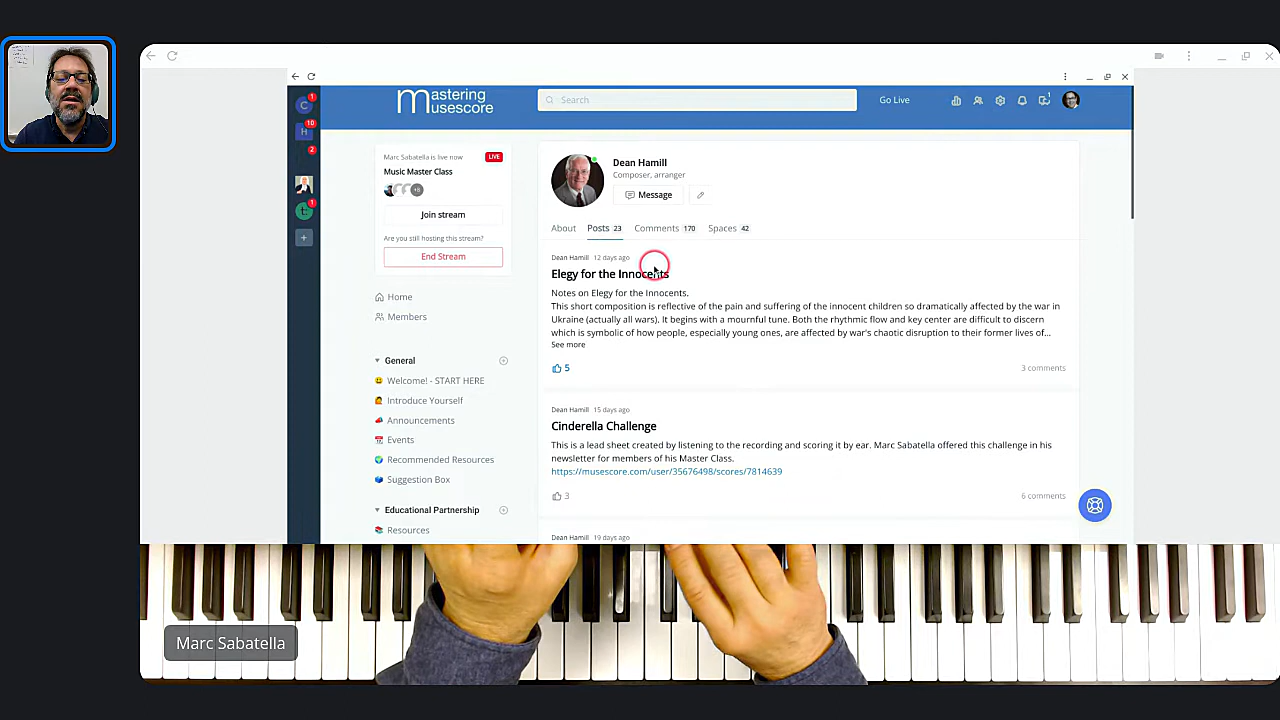 mastering
usescore
Search
Go Live
1
C 1
H 10
2
t 1
+
Marc Sabatella is live now LIVE
Music Master Class
+8
Join stream
Are you still hosting this stream?
End Stream
Home
Members
General
Welcome! - START HERE
Introduce Yourself
Announcements
Events
Recommended Resources
Suggestion Box
Educational Partnership
Resources
Dean Hamill
Composer, arranger
Message
About Posts 23 Comments 170 Spaces 42
Dean Hamill 12 days ago
Elegy for the Innocents
Notes on Elegy for the Innocents.
This short composition is reflective of the pain and suffering of the innocent children so dramatically affected by the war in
Ukraine (actually all wars). It begins with a mournful tune. Both the rhythmic flow and key center are difficult to discern
which is symbolic of how people, especially young ones, are affected by war's chaotic disruption to their former lives of...
See more
5 3 comments
Dean Hamill 15 days ago
Cinderella Challenge
This is a lead sheet created by listening to the recording and scoring it by ear. Marc Sabatella offered this challenge in his
newsletter for members of his Master Class.
https://musescore.com/user/35676498/scores/7814639
3 6 comments
Dean Hamill 19 days ago
Marc Sabatella